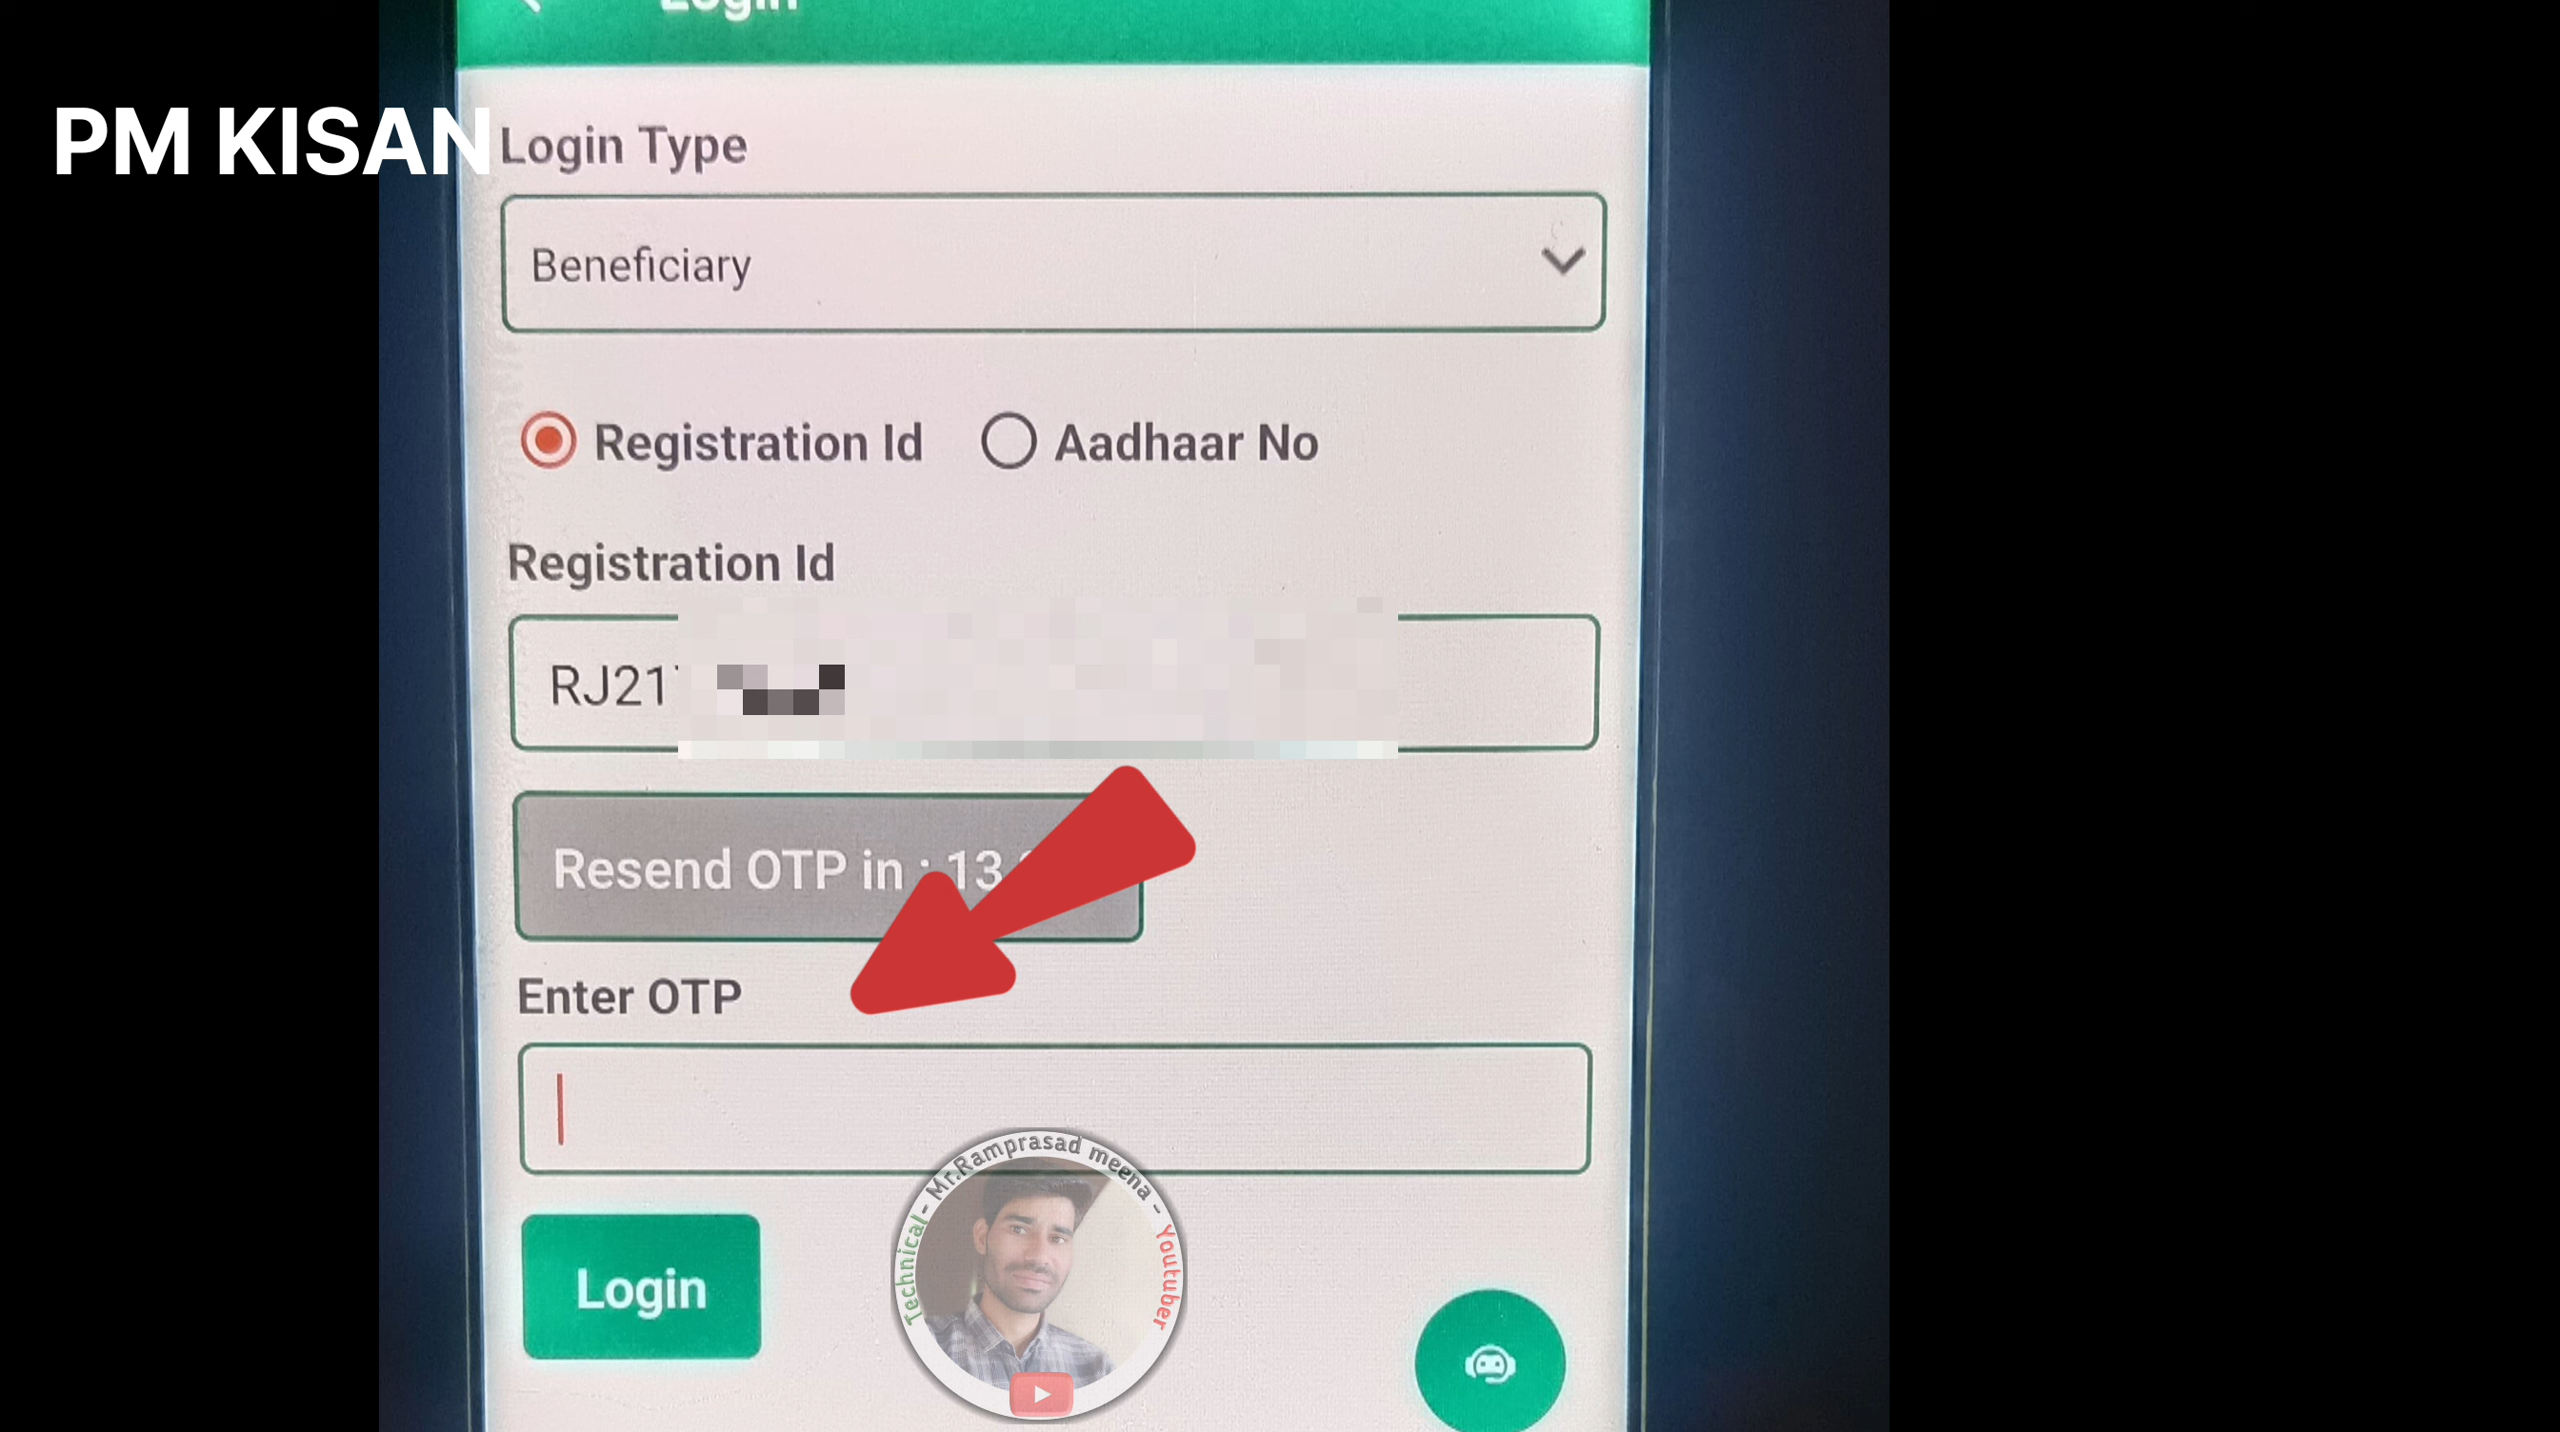 Login
PM KISAN
Login Type
Beneficiary
Registration Id
Aadhaar No
Registration Id
RJ21
Resend OTP in : 13
Enter OTP
Login
Technical - Mr.Ramprasad meena - Youtuber